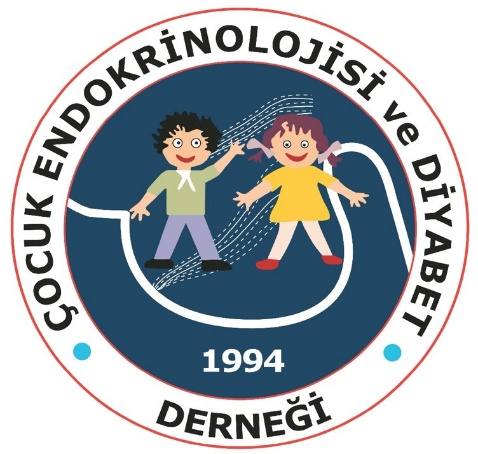 ÇOCUK ENDOKRİNOLOJİSİ ve DİYABET
DERNEĞİ
1994